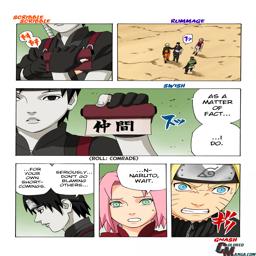 SCRIBBLE
SCRIBBLE
RUMMAGE
SWISH
AS A
MATTER
OF
FACT...
...I
DO.
仲間
(ROLL: COMRADE)
...FOR
YOUR
OWN
SHORT-
COMINGS.
SERIOUSLY...
DON'T GO
BLAMING
OTHERS...
N-
NARUTO,
WAIT.
GNASH